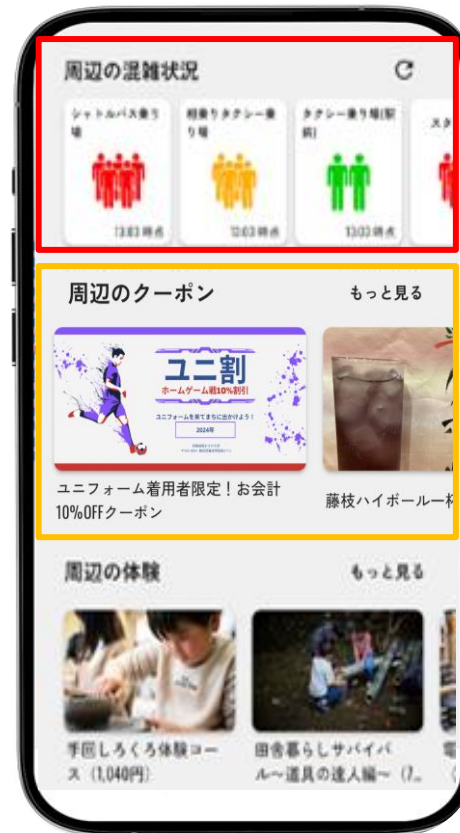 周辺の混雑状況
シャトルバス乗り
場
相乗りタクシー乗
り場
タクシー乗り場(駅
前)
スタ
13:03 時点
13:03 時点
13:03 時点
周辺のクーポン
もっと見る
ユニ割
ホームゲーム戦10%割引
ユニフォームを着てまちに出かけよう!
2024年
ユニフォーム着用者限定!お会計
10%OFFクーポン
藤枝ハイボール一杯
周辺の体験
もっと見る
手回しろくろ体験コー
ス (1,040円)
田舎暮らしサバイバ
ル〜道具の達人編〜 (7…